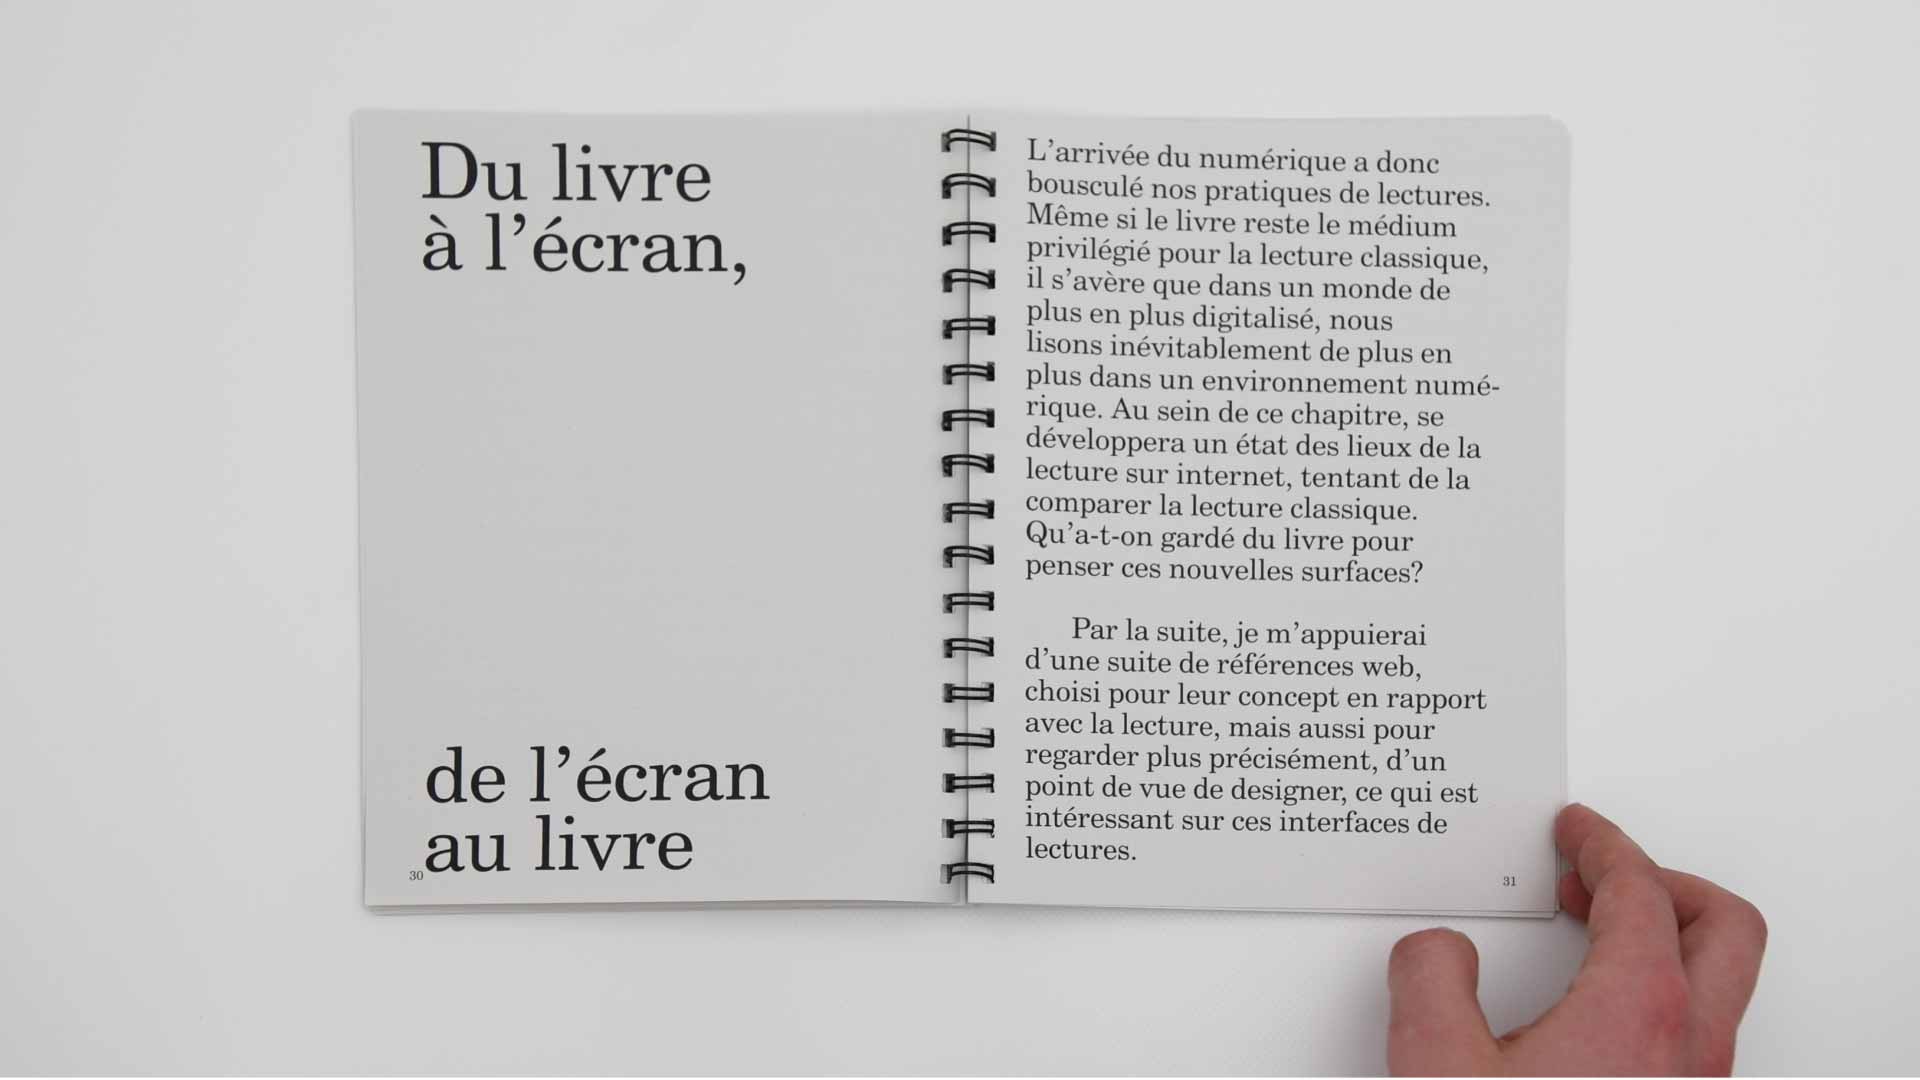 Du livre
à l’écran,
de l’écran
au livre
30
L’arrivée du numérique a donc
bousculé nos pratiques de lectures.
Même si le livre reste le médium
privilégié pour la lecture classique,
il s’avère que dans un monde de
plus en plus digitalisé, nous
lisons inévitablement de plus en
plus dans un environnement numé-
rique. Au sein de ce chapitre, se
développera un état des lieux de la
lecture sur internet, tentant de la
comparer la lecture classique.
Qu’a-t-on gardé du livre pour
penser ces nouvelles surfaces?
Par la suite, je m’appuierai
d’une suite de références web,
choisi pour leur concept en rapport
avec la lecture, mais aussi pour
regarder plus précisément, d’un
point de vue de designer, ce qui est
intéressant sur ces interfaces de
lectures.
31